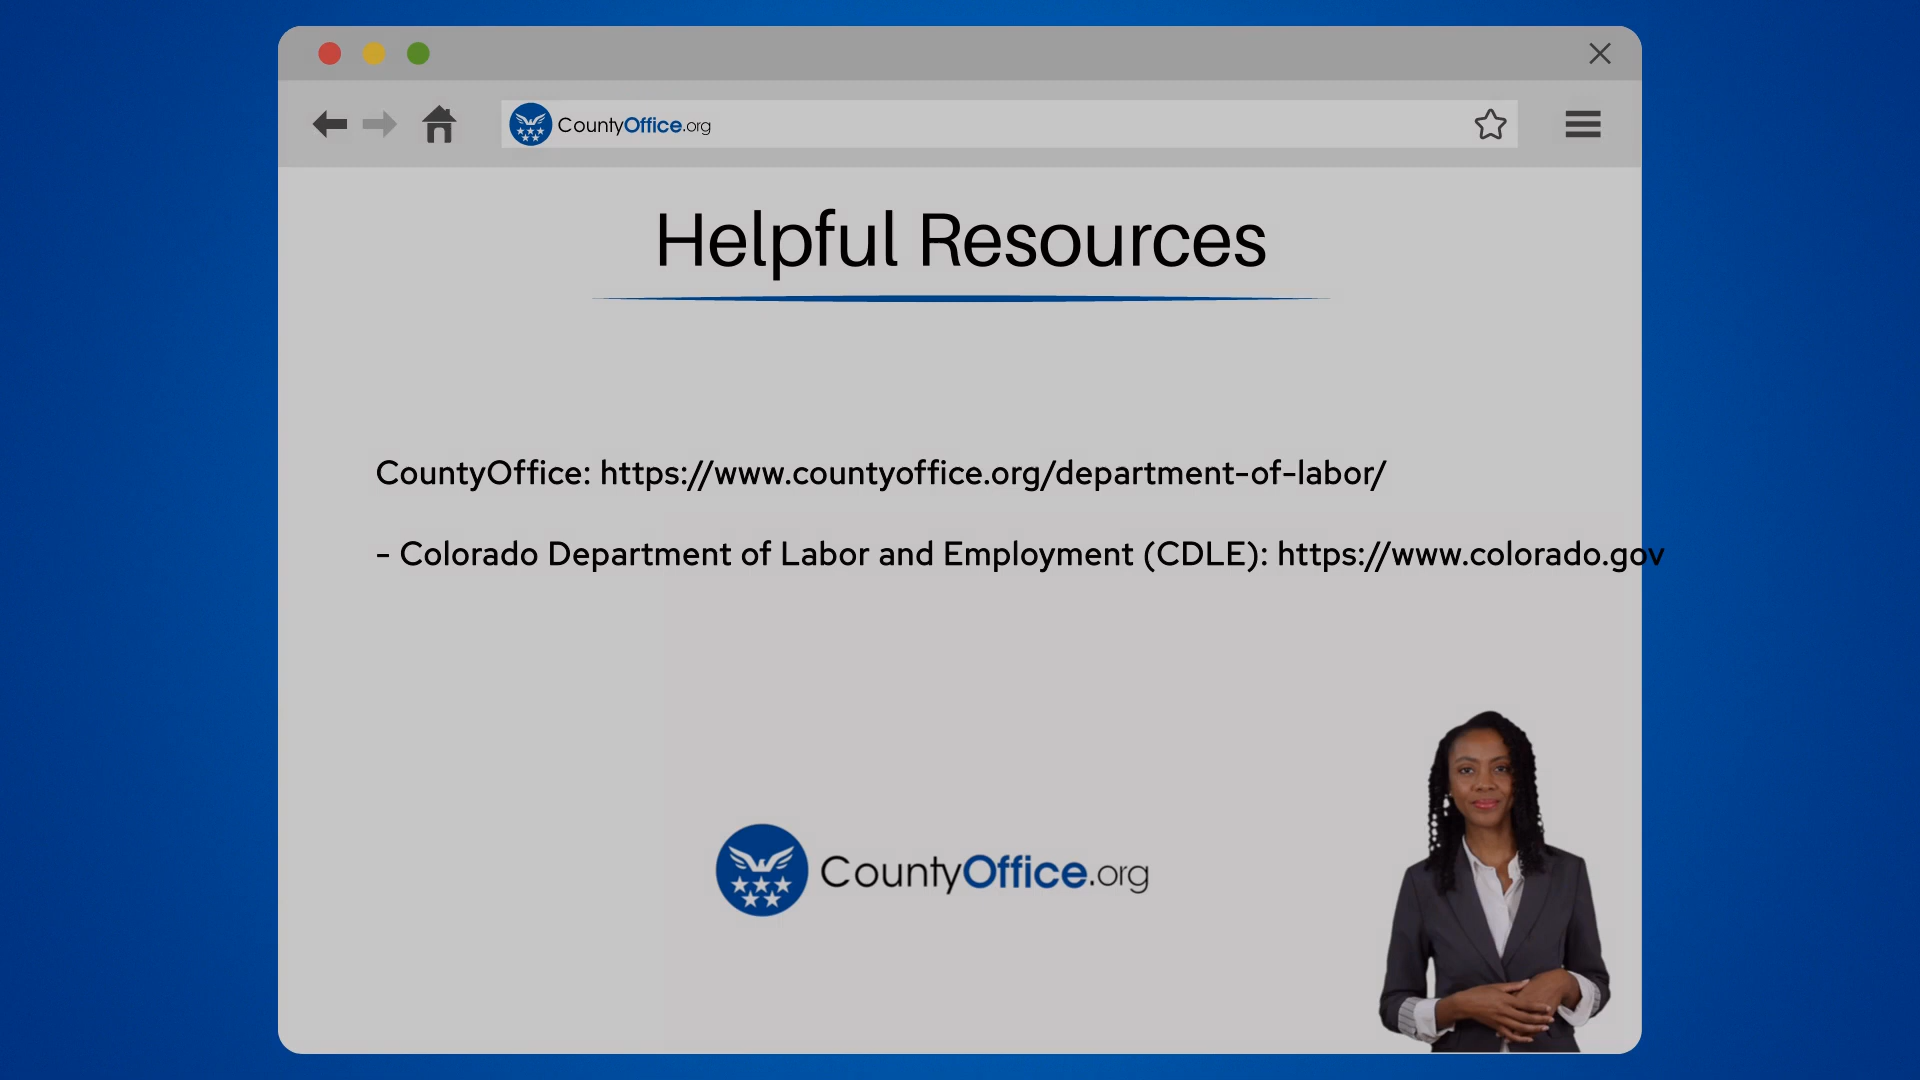 CountyOffice.org
Helpful Resources
CountyOffice: https://www.countyoffice.org/department-of-labor/
- Colorado Department of Labor and Employment (CDLE): https://www.colorado.gov
CountyOffice.org